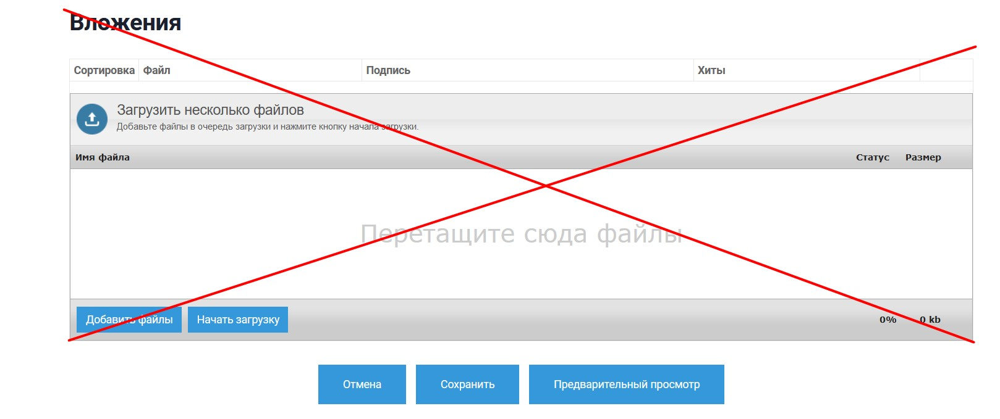 Вложения
Сортировка Файл Подпись Хиты
Загрузить несколько файлов
Добавьте файлы в очередь загрузки и нажмите кнопку начала загрузки.
Имя файла Статус Размер
Перетащите сюда файлы
Добавить файлы Начать загрузку 0% 0 kb
Отмена Сохранить Предварительный просмотр